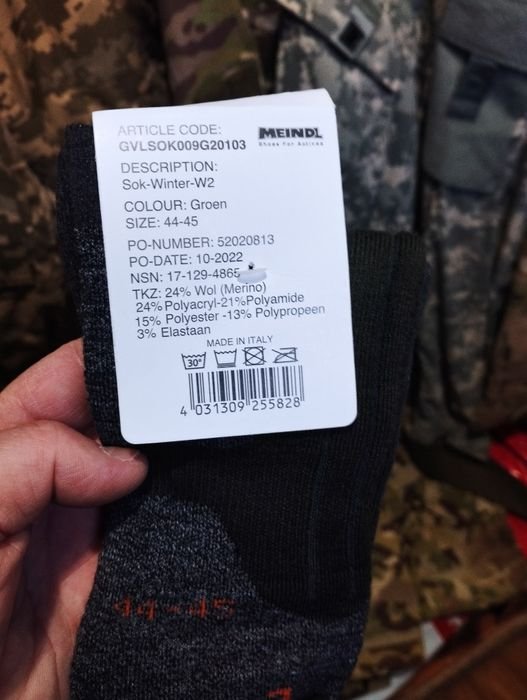 ARTICLE CODE:
GVLSOK009G20103
MEINDL
Shoes For Actives
DESCRIPTION:
Sok-Winter-W2
COLOUR: Groen
SIZE: 44-45
PO-NUMBER: 52020813
PO-DATE: 10-2022
NSN: 17-129-4865
TKZ: 24% Wol (Merino)
24% Polyacryl-21%Polyamide
15% Polyester -13% Polypropeen
3% Elastaan
MADE IN ITALY
30°
4 031309 255828
44-45